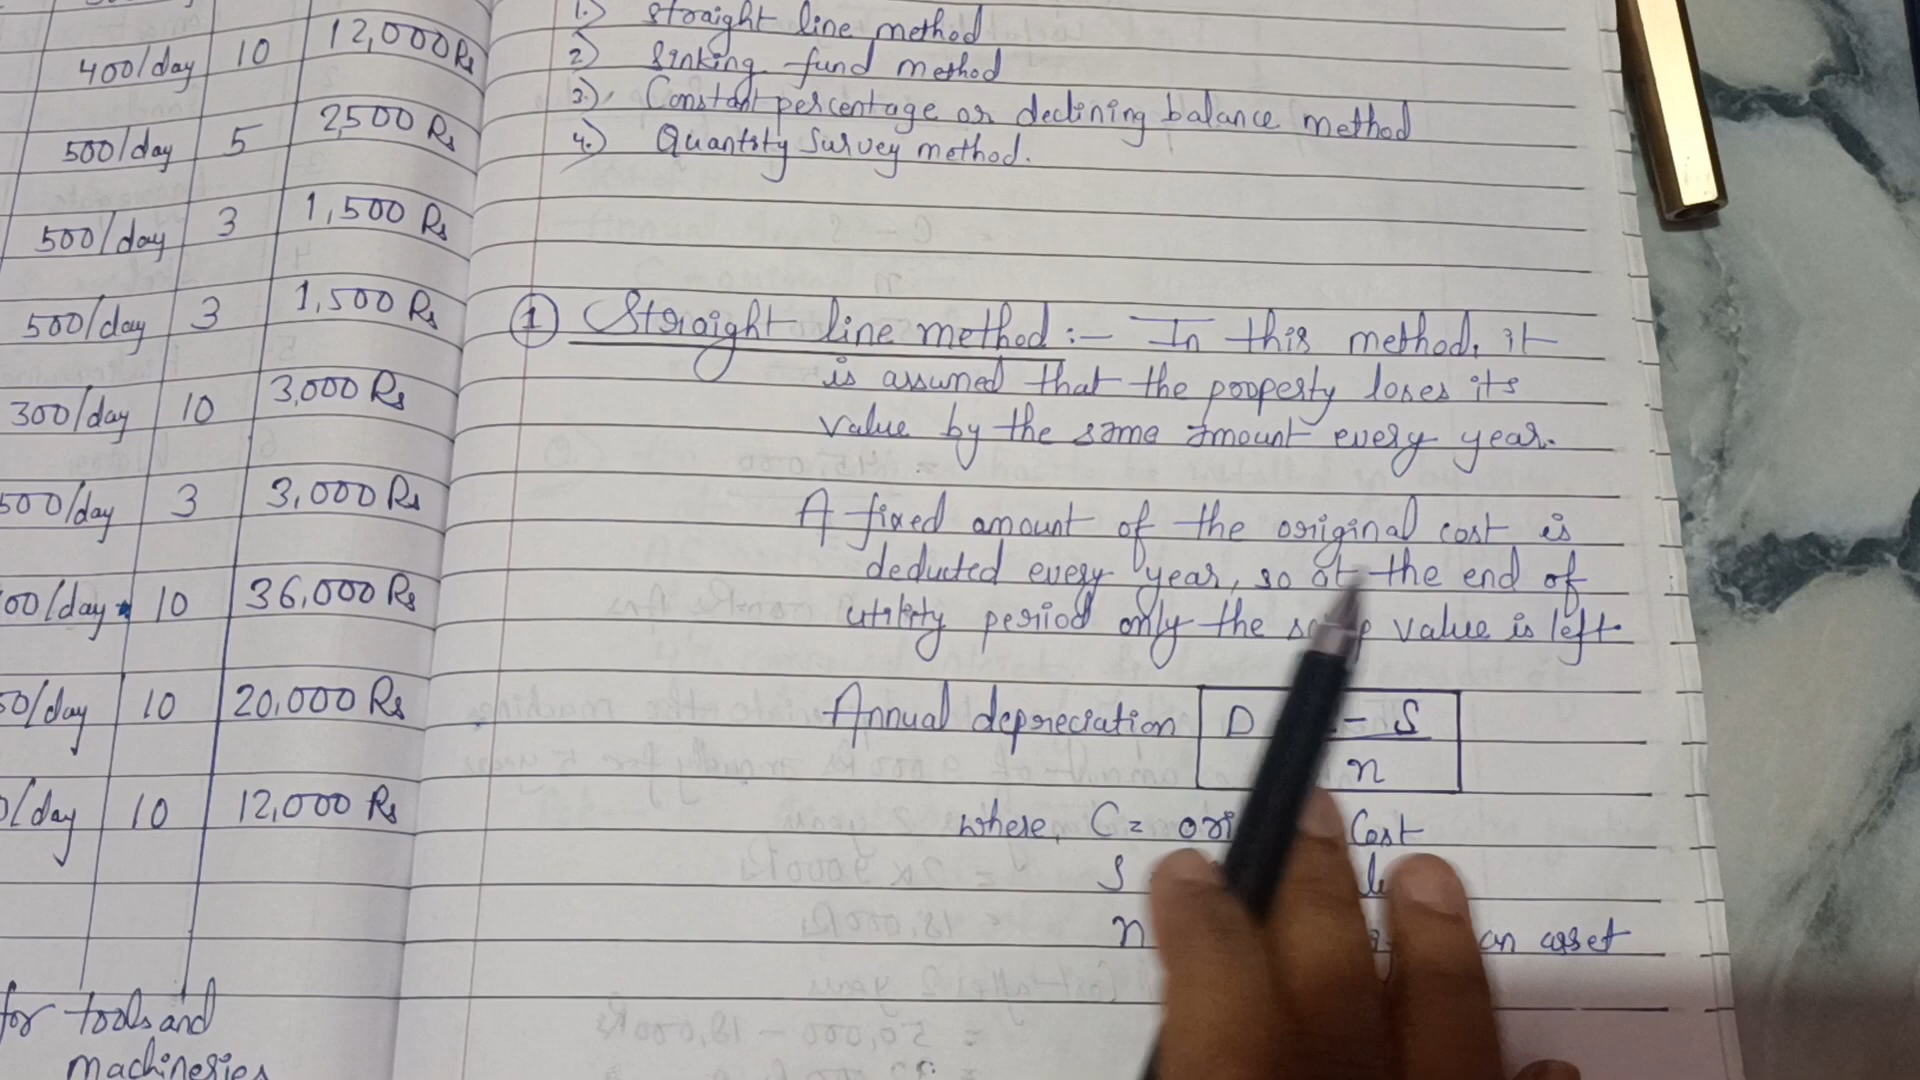 400/day 10 12,000 Rs
500/day 5 2500 Rs
500/day 3 1,500 Rs
500/day 3 1,500 Rs
300/day 10 3,000 Rs
500/day 3 3,000 Rs
00/day 10 36,000 Rs
50/day 10 20,000 Rs
0/day 10 12,000 Rs
for tools and
machineries
1.) Straight line method
2) Sinking fund method
3.) Constant percentage or declining balance method
4.) Quantity Survey method.
1 Straight line method :- In this method, it
is assumed that the property loses its
value by the same amount every year.
A fixed amount of the original cost is
deducted every year, so at the end of
utility period only the value is left.
Annual depreciation D - S
n
where, C = Cost
S
n an asset